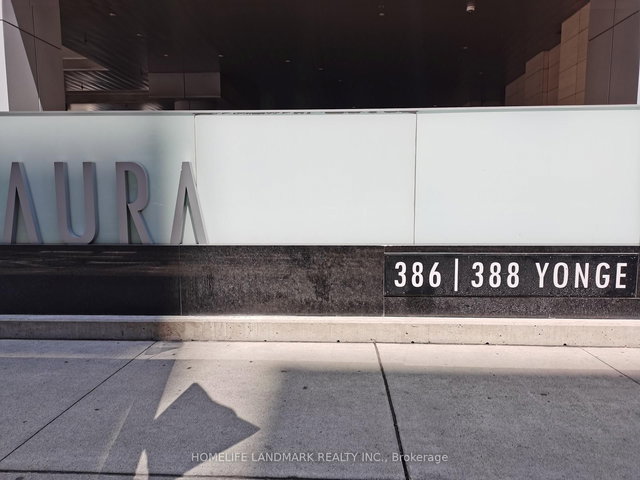 AURA
386 | 388 YONGE
HOMELIFE LANDMARK REALTY INC., Brokerage